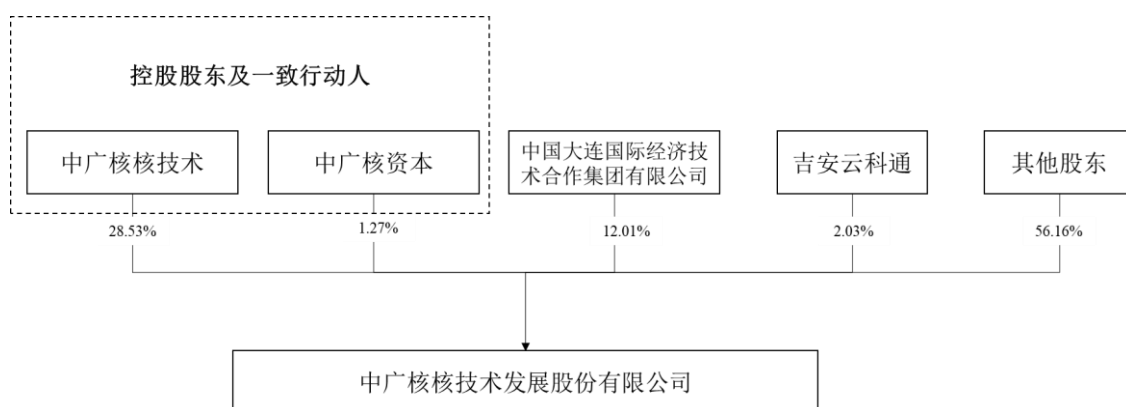 控股股东及一致行动人
中广核核技术
中广核资本
中国大连国际经济技
术合作集团有限公司
吉安云科通
其他股东
28.53%
1.27%
12.01%
2.03%
56.16%
中广核核技术发展股份有限公司